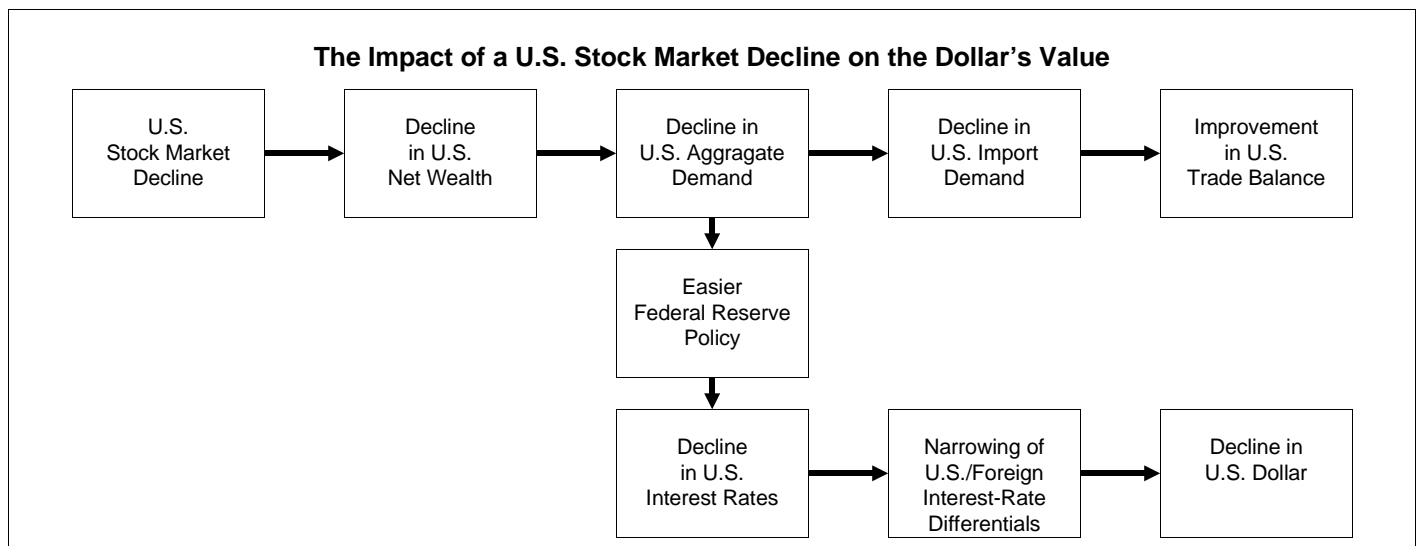 The Impact of a U.S. Stock Market Decline on the Dollar’s Value
U.S.
Stock Market
Decline
Decline
in U.S.
Net Wealth
Decline in
U.S. Aggragate
Demand
Decline in
U.S. Import
Demand
Improvement
in U.S.
Trade Balance
Easier
Federal Reserve
Policy
Decline
in U.S.
Interest Rates
Narrowing of
U.S./Foreign
Interest-Rate
Differentials
Decline in
U.S. Dollar